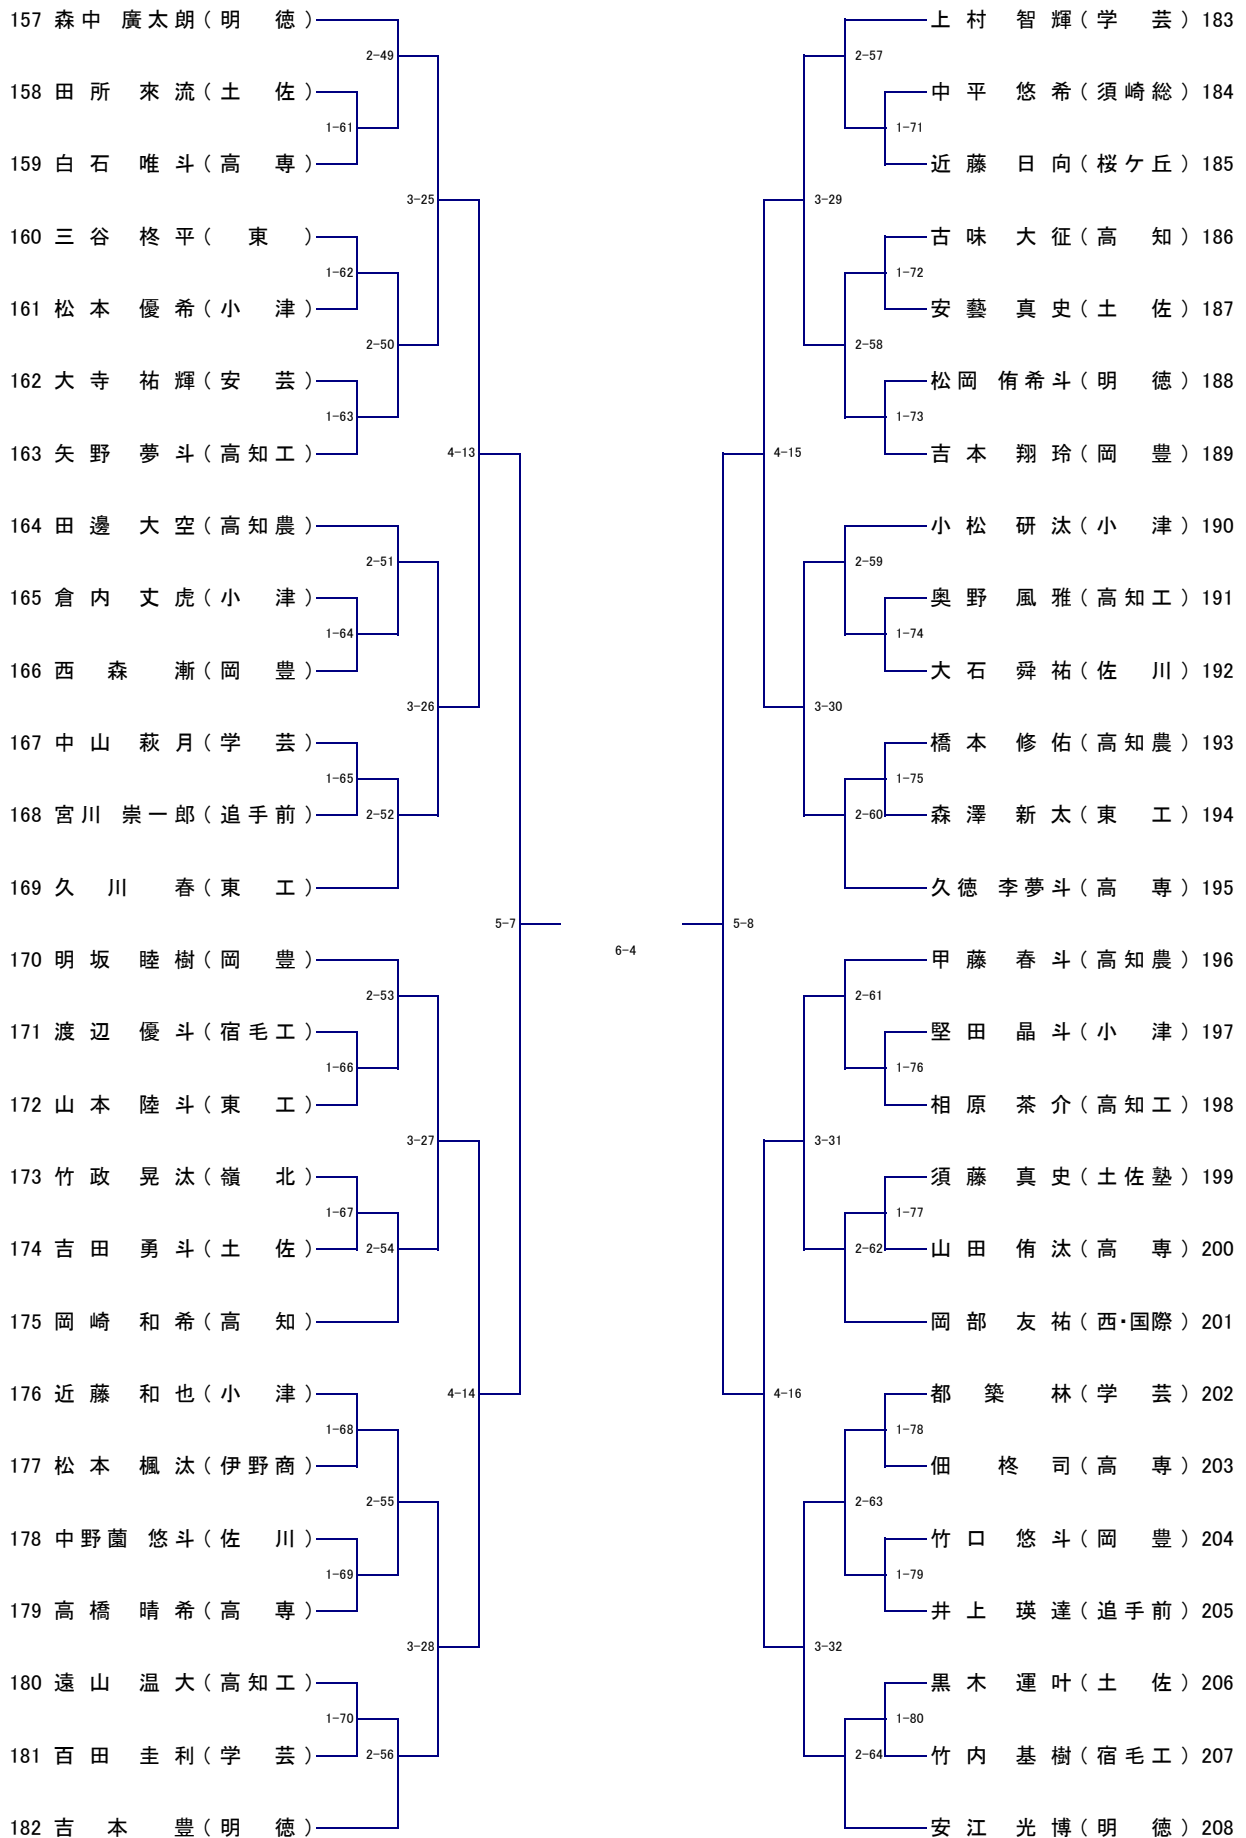 157 森中 廣太朗 (明 徳)
2-49
158 田所 來流 (土 佐)
1-61
159 白石 唯斗 (高 専)
3-25
160 三谷 柊平 ( 東 )
1-62
161 松本 優希 (小 津)
2-50
162 大寺 祐輝 (安 芸)
1-63
163 矢野 夢斗 (高知工)
4-13
164 田邊 大空 (高知農)
2-51
165 倉内 丈虎 (小 津)
1-64
166 西森 漸 (岡 豊)
3-26
167 中山 萩月 (学 芸)
1-65
168 宮川 崇一郎 (追手前)
2-52
169 久川 春 (東 工)
5-7
170 明坂 睦樹 (岡 豊)
2-53
171 渡辺 優斗 (宿毛工)
1-66
172 山本 陸斗 (東 工)
3-27
173 竹政 晃汰 (嶺 北)
1-67
174 吉田 勇斗 (土 佐)
2-54
175 岡崎 和希 (高 知)
176 近藤 和也 (小 津)
4-14
1-68
177 松本 楓汰 (伊野商)
2-55
178 中野薗 悠斗 (佐 川)
1-69
179 高橋 晴希 (高 専)
3-28
180 遠山 温大 (高知工)
1-70
181 百田 圭利 (学 芸)
2-56
182 吉本 豊 (明 徳)
6-4
上村 智輝 (学 芸) 183
2-57
中平 悠希 (須崎総) 184
1-71
近藤 日向 (桜ケ丘) 185
3-29
古味 大征 (高 知) 186
1-72
安藝 真史 (土 佐) 187
2-58
松岡 侑希斗 (明 徳) 188
1-73
吉本 翔玲 (岡 豊) 189
4-15
小松 研汰 (小 津) 190
2-59
奥野 風雅 (高知工) 191
1-74
大石 舜祐 (佐 川) 192
3-30
橋本 修佑 (高知農) 193
1-75
森澤 新太 (東 工) 194
2-60
久徳 李夢斗 (高 専) 195
5-8
甲藤 春斗 (高知農) 196
2-61
堅田 晶斗 (小 津) 197
1-76
相原 茶介 (高知工) 198
3-31
須藤 真史 (土佐塾) 199
1-77
山田 侑汰 (高 専) 200
2-62
岡部 友祐 (西・国際) 201
4-16
都築 林 (学 芸) 202
1-78
佃 柊司 (高 専) 203
2-63
竹口 悠斗 (岡 豊) 204
1-79
井上 瑛達 (追手前) 205
3-32
黒木 運叶 (土 佐) 206
1-80
竹内 基樹 (宿毛工) 207
2-64
安江 光博 (明 徳) 208